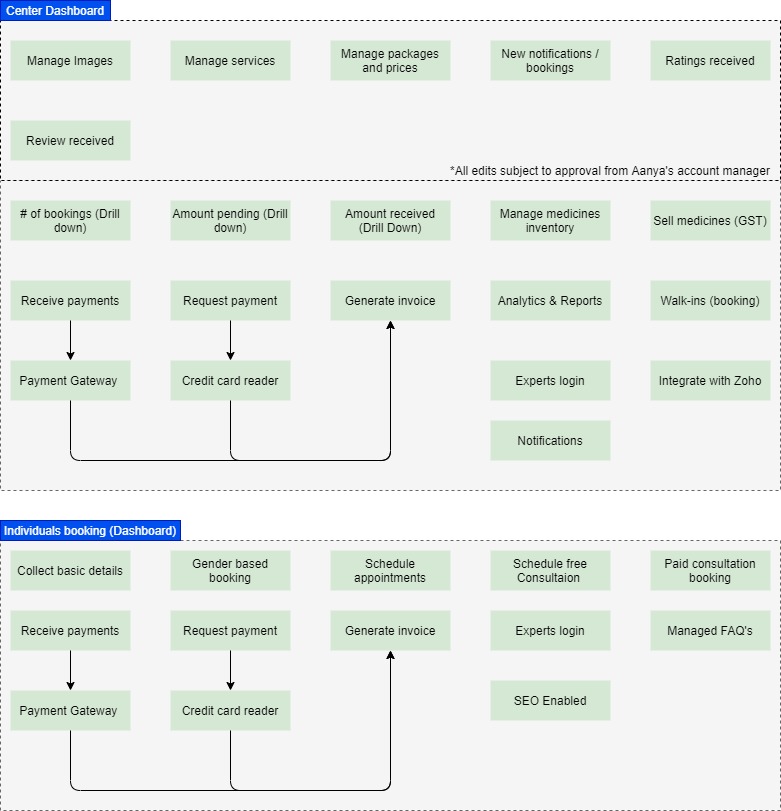 Center Dashboard
Manage Images
Manage services
Manage packages
and prices
New notifications /
bookings
Ratings received
Review received
*All edits subject to approval from Aanya's account manager
# of bookings (Drill
down)
Amount pending (Drill
down)
Amount received
(Drill Down)
Manage medicines
inventory
Sell medicines (GST)
Receive payments
Request payment
Generate invoice
Analytics & Reports
Walk-ins (booking)
Payment Gateway
Credit card reader
Experts login
Integrate with Zoho
Notifications
Individuals booking (Dashboard)
Collect basic details
Gender based
booking
Schedule
appointments
Schedule free
Consultaion
Paid consultation
booking
Receive payments
Request payment
Generate invoice
Experts login
Managed FAQ's
Payment Gateway
Credit card reader
SEO Enabled